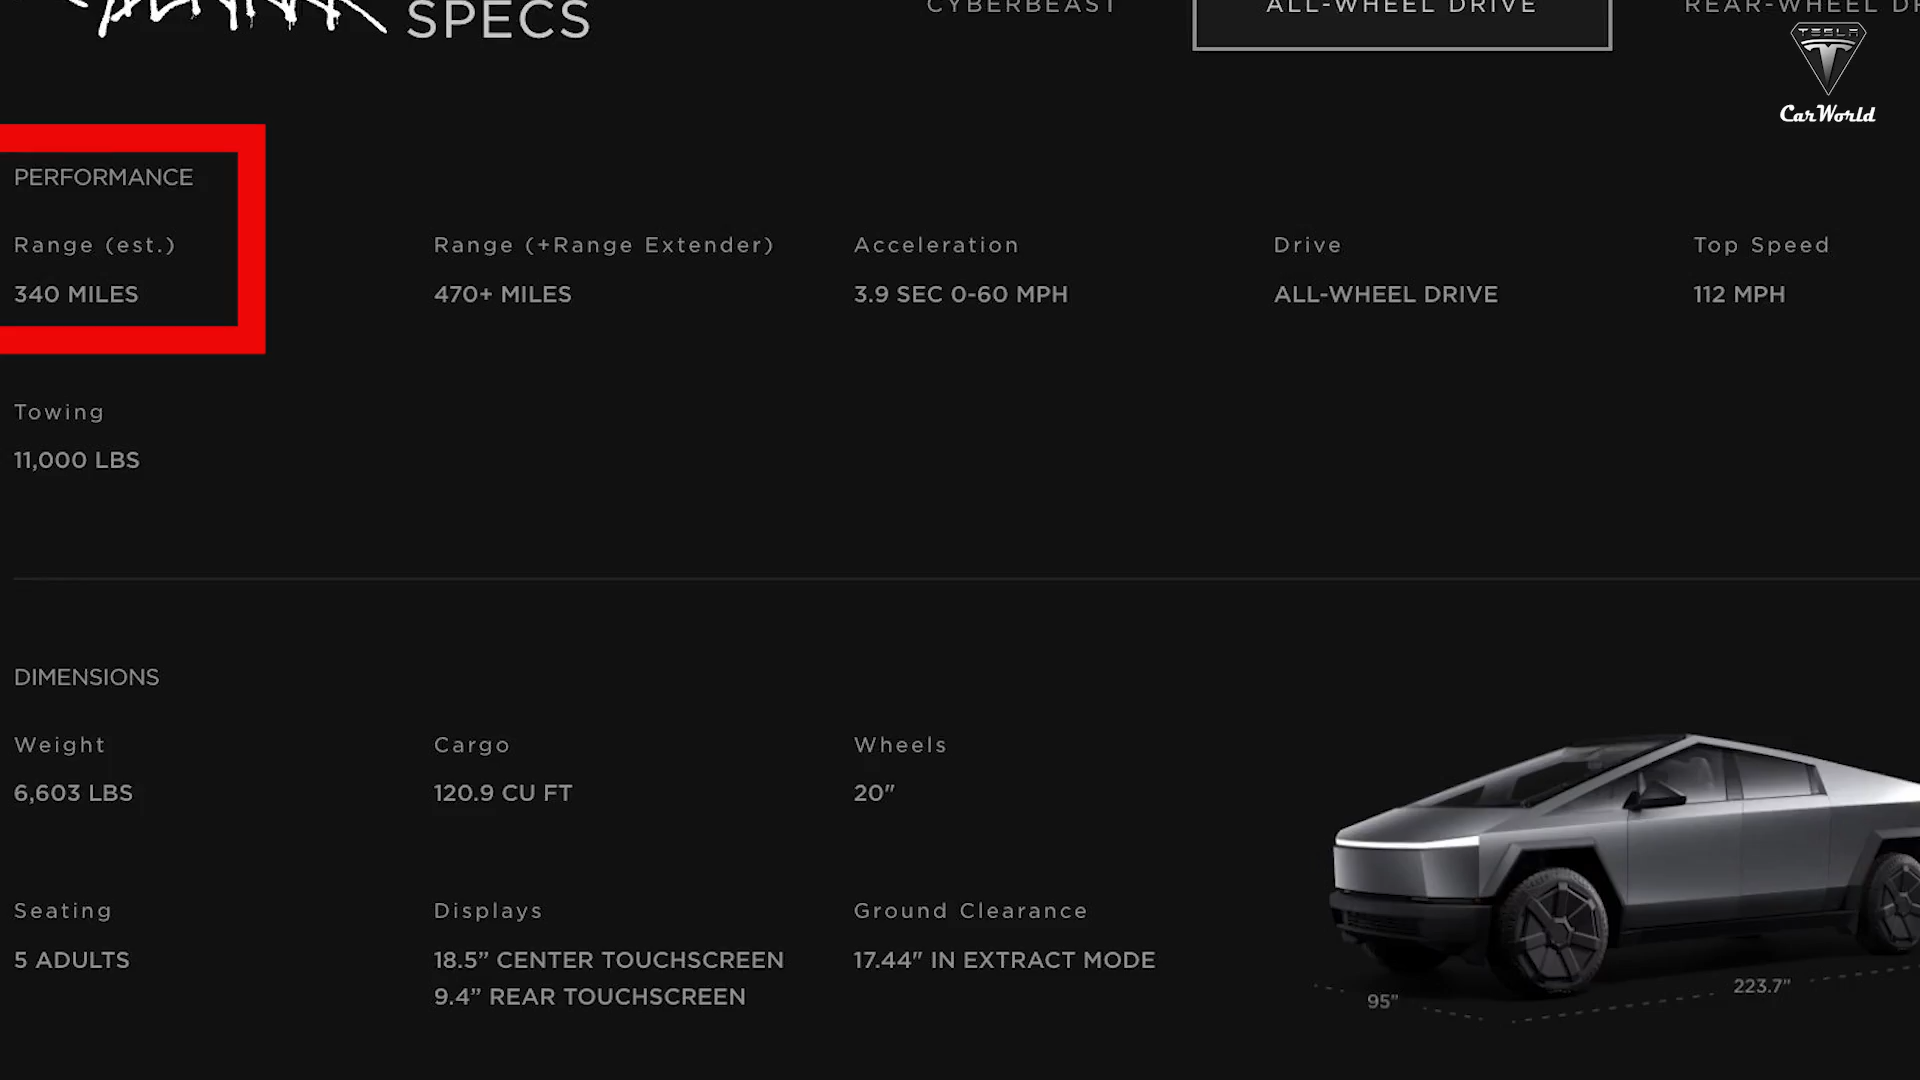 SPECS
CYBERBEAST
ALL-WHEEL DRIVE
REAR-WHEEL
TESLA
CarWorld
PERFORMANCE
Range (est.)
340 MILES
Range (+Range Extender)
470+ MILES
Acceleration
3.9 SEC 0-60 MPH
Drive
ALL-WHEEL DRIVE
Top Speed
112 MPH
Towing
11,000 LBS
DIMENSIONS
Weight
6,603 LBS
Cargo
120.9 CU FT
Wheels
20"
Seating
5 ADULTS
Displays
18.5” CENTER TOUCHSCREEN
9.4” REAR TOUCHSCREEN
Ground Clearance
17.44" IN EXTRACT MODE
95"
223.7"